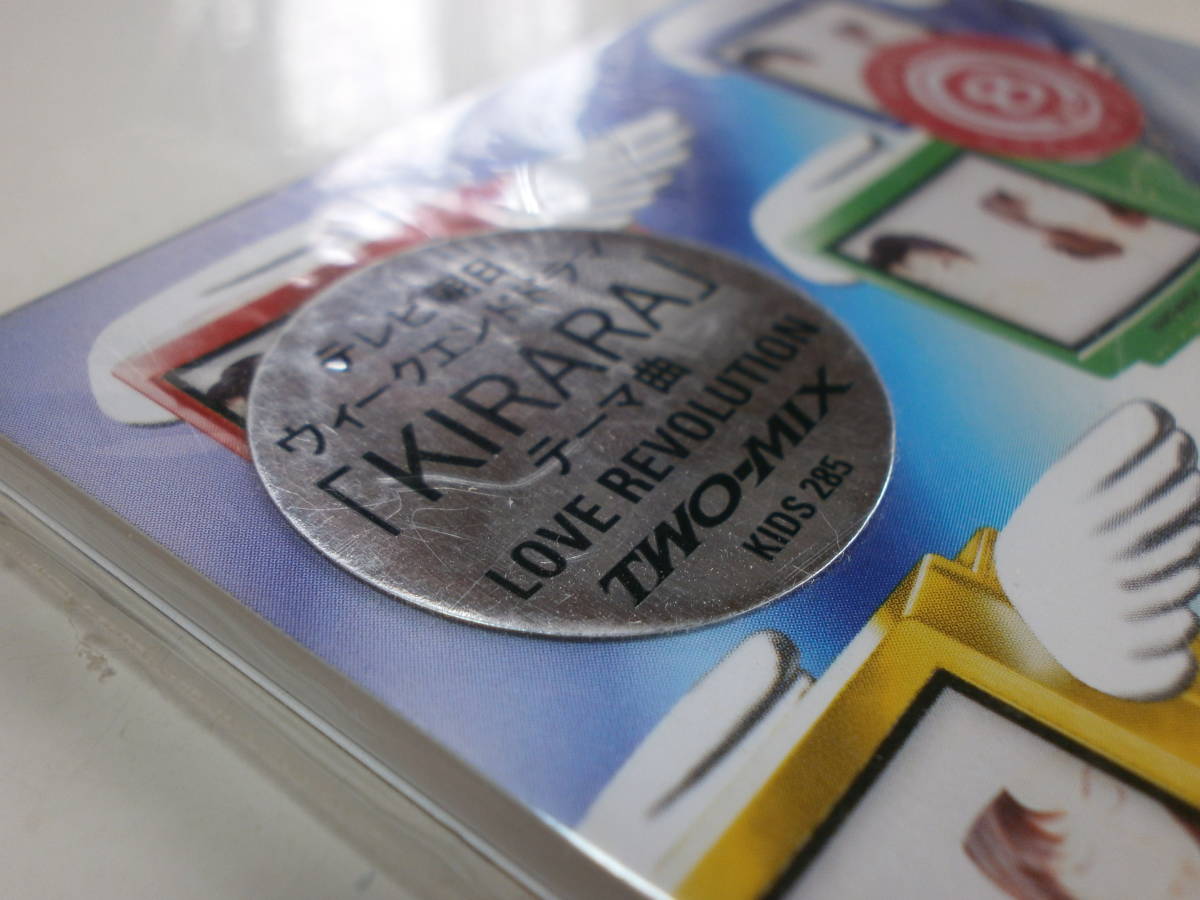 テレビ朝日
ウィークエンドドラマ
「KIRARA」
テーマ曲
LOVE REVOLUTION
TWO-MIX
KIDS 285